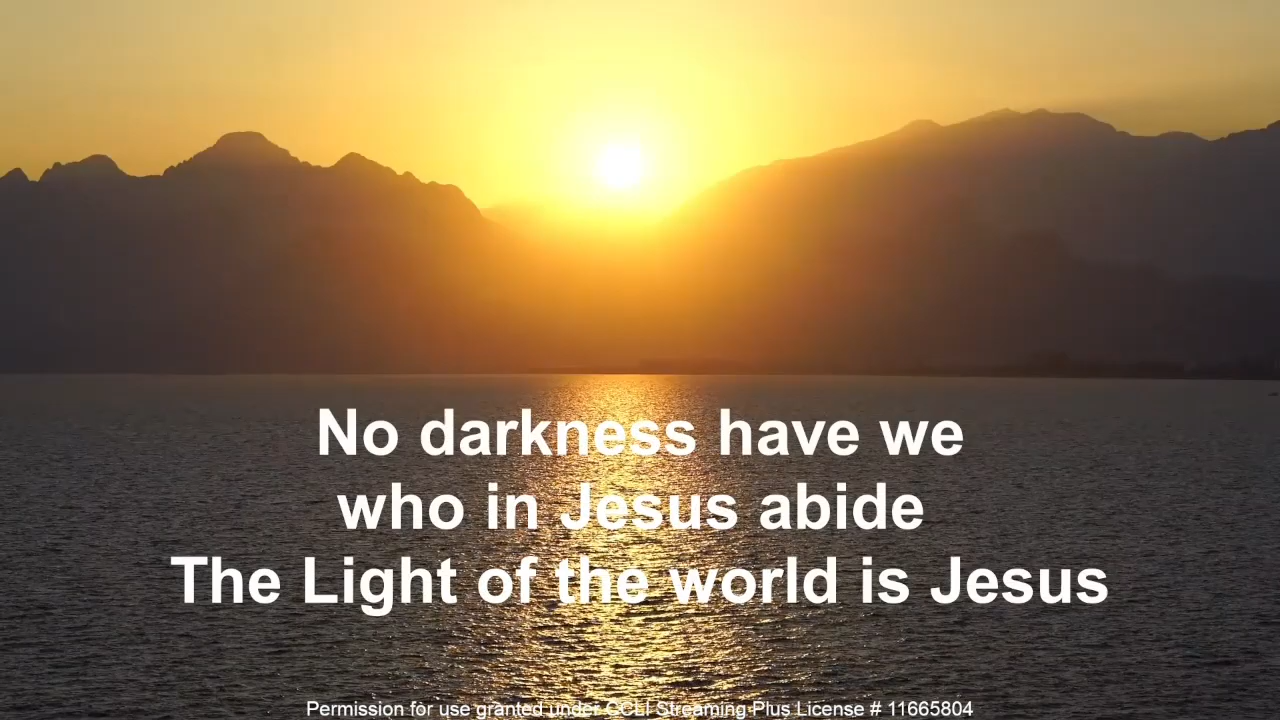 No darkness have we
who in Jesus abide
The Light of the world is Jesus
Permission for use granted under CCLI Streaming Plus License # 11665804